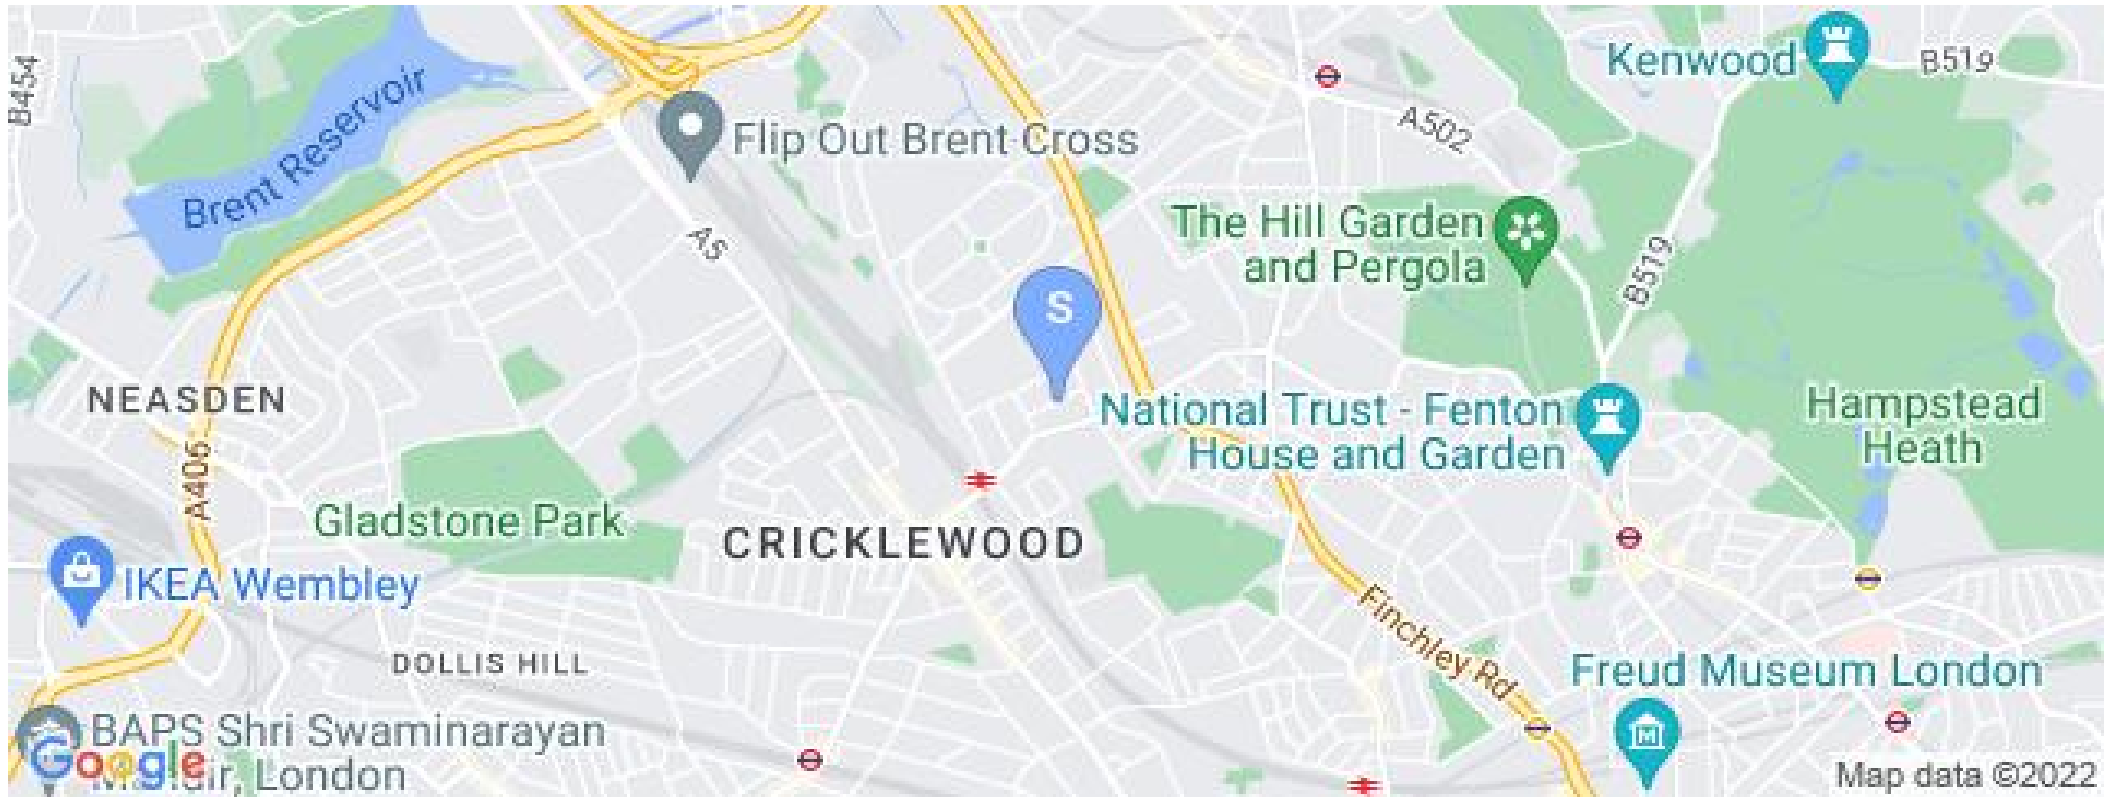 Kenwood
B519
B454
Brent Reservoir
Flip Out Brent Cross
A502
A5
The Hill Garden
and Pergola
B519
S
NEASDEN
National Trust - Fenton
House and Garden
Hampstead
Heath
A406
Gladstone Park
CRICKLEWOOD
IKEA Wembley
Finchley Rd
DOLLIS HILL
Freud Museum London
M
BAPS Shri Swaminarayan
London
Google
Map data ©2022